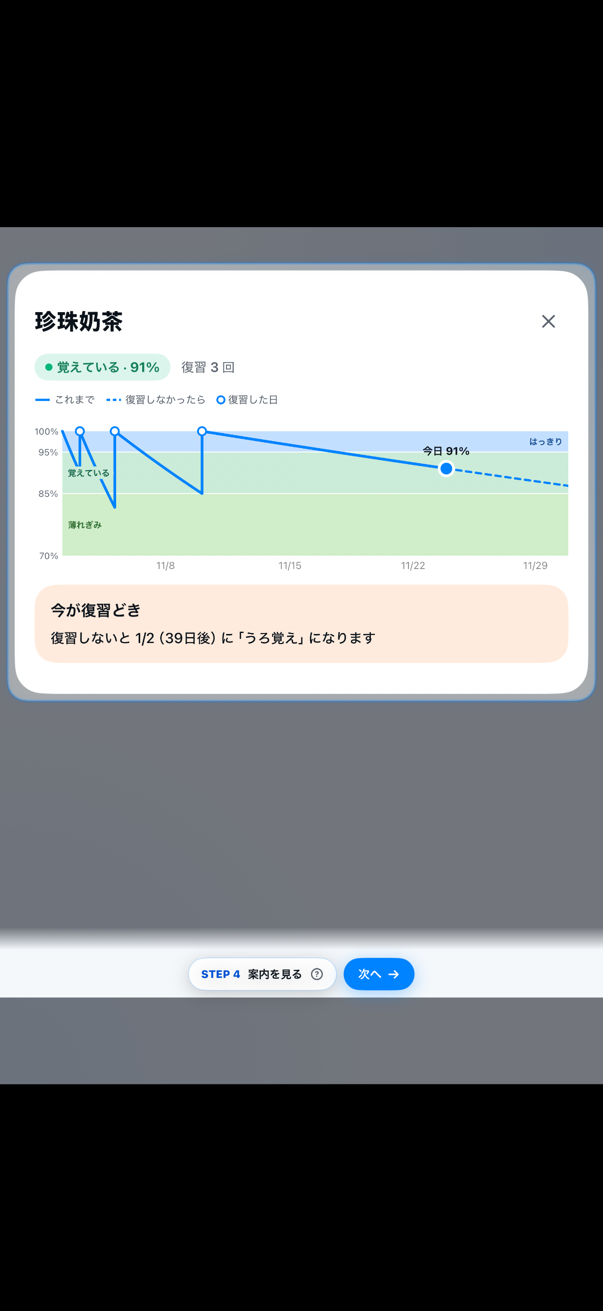 珍珠奶茶
覚えている · 91%
復習 3 回
これまで
復習しなかったら
復習した日
100%
95%
85%
70%
はっきり
今日 91%
覚えている
薄れぎみ
11/8
11/15
11/22
11/29
今が復習どき
復習しないと 1/2（39日後）に「うろ覚え」になります
STEP 4 案内を見る ?
次へ →